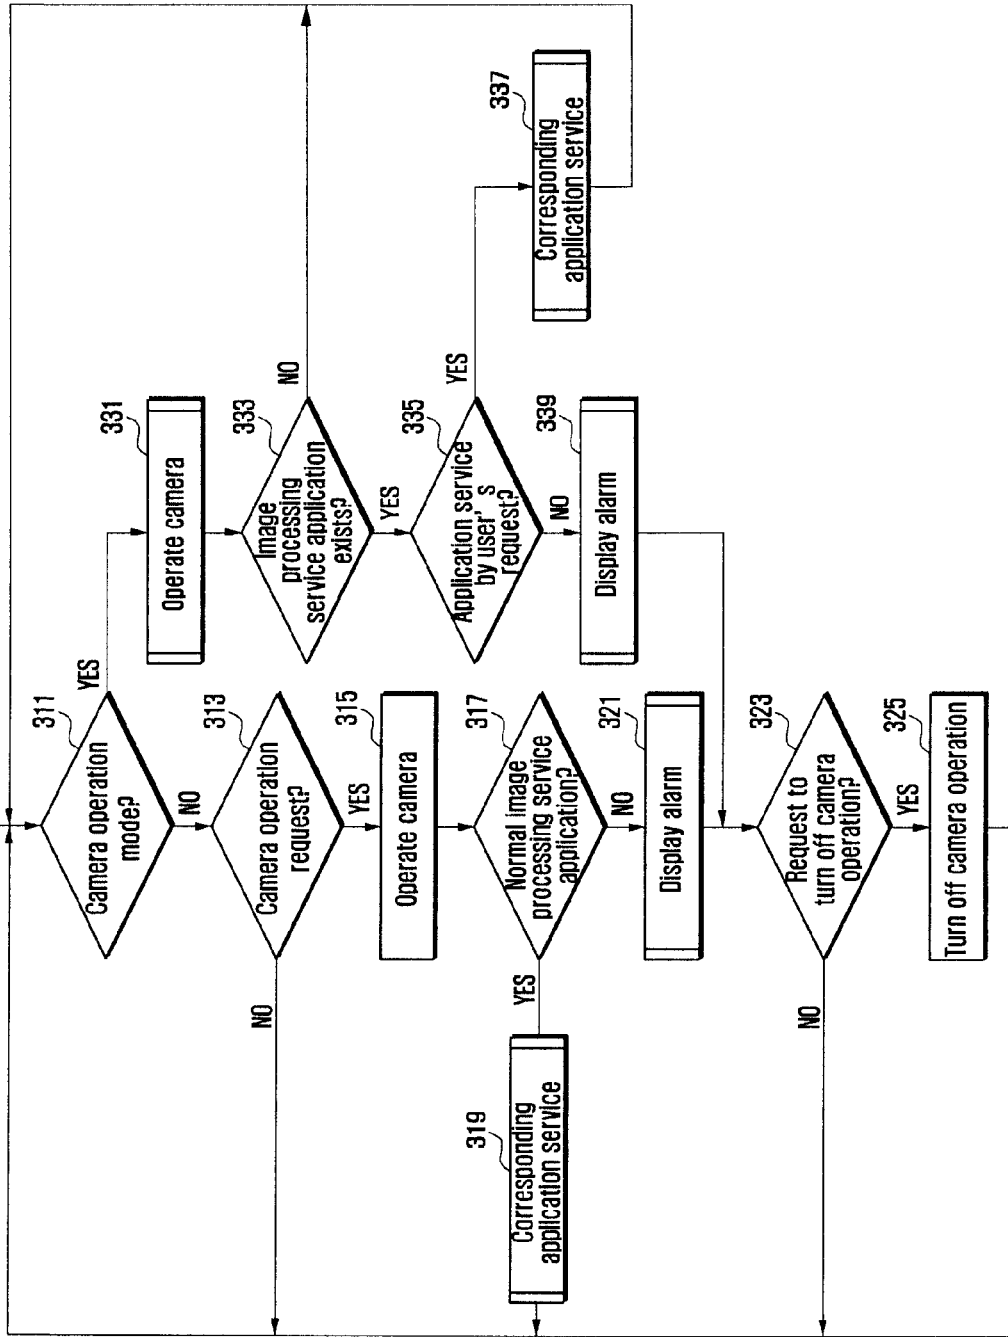 311
Camera operation
mode?
YES
NO
313
Camera operation
request?
NO
YES
315
Operate camera
317
Normal image
processing service
application?
YES
NO
319
Corresponding
application service
321
Display alarm
323
Request to
turn off camera
operation?
NO
YES
325
Turn off camera operation
331
Operate camera
333
Image
processing
service application
exists?
NO
YES
335
Application service
by user's
request?
YES
NO
337
Corresponding
application service
339
Display alarm